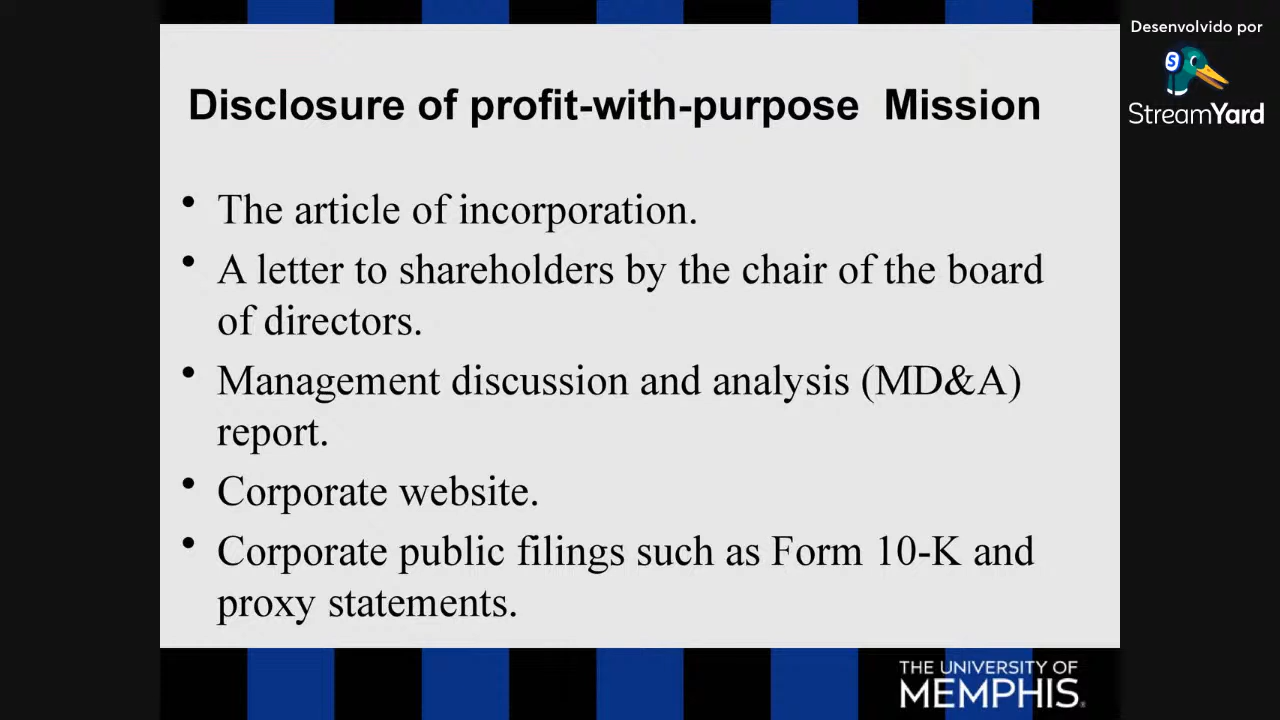 Desenvolvido por
S
StreamYard
Disclosure of profit-with-purpose Mission
• The article of incorporation.
• A letter to shareholders by the chair of the board
of directors.
• Management discussion and analysis (MD&A)
report.
• Corporate website.
• Corporate public filings such as Form 10-K and
proxy statements.
THE UNIVERSITY OF
MEMPHIS.